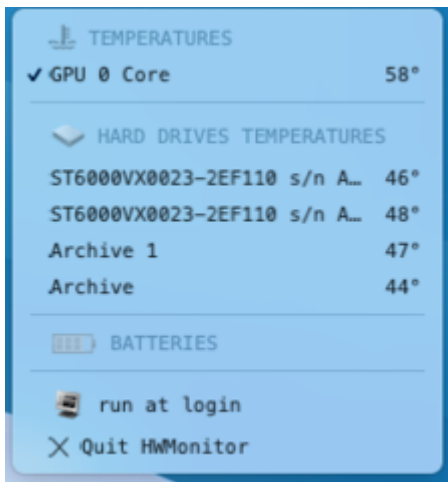 TEMPERATURES
✓ GPU 0 Core 58°
HARD DRIVES TEMPERATURES
ST6000VX0023-2EF110 s/n A… 46°
ST6000VX0023-2EF110 s/n A… 48°
Archive 1 47°
Archive 44°
BATTERIES
run at login
Quit HWMonitor